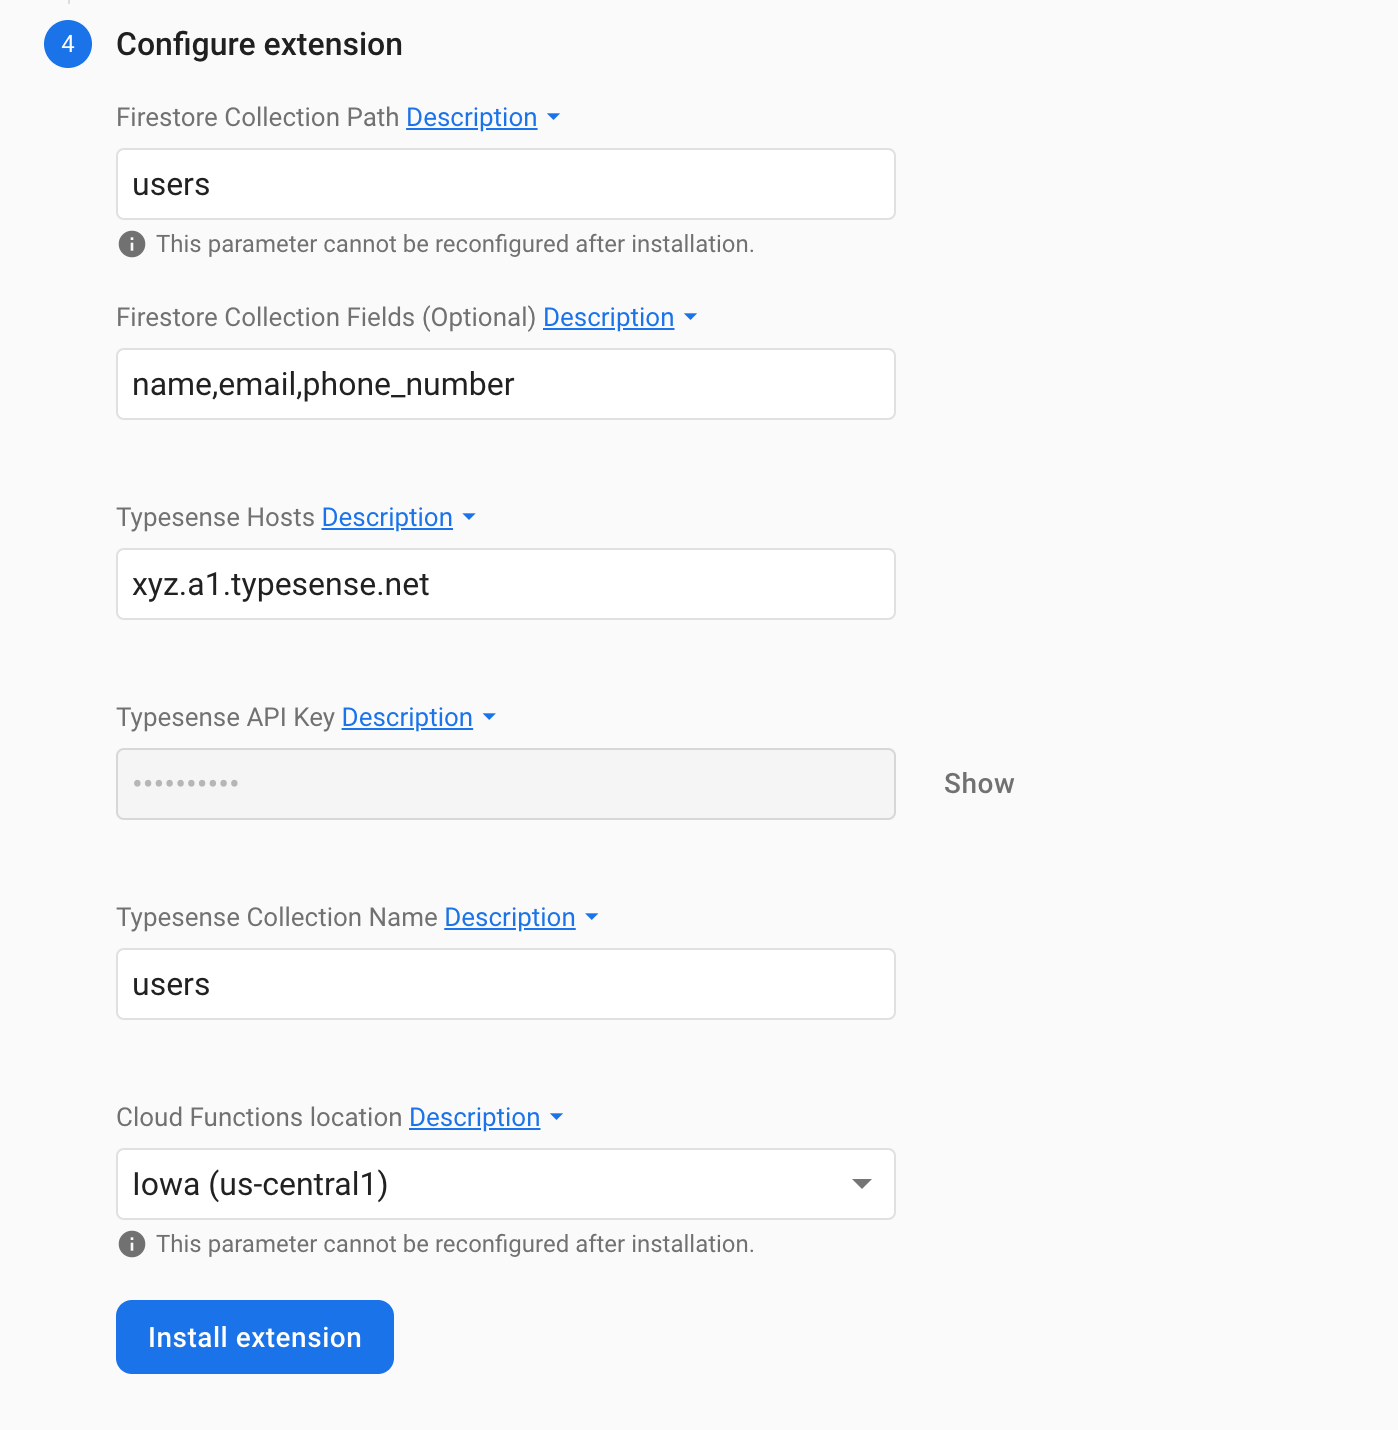 4 Configure extension
Firestore Collection Path Description
users
This parameter cannot be reconfigured after installation.
Firestore Collection Fields (Optional) Description
name,email,phone_number
Typesense Hosts Description
xyz.a1.typesense.net
Typesense API Key Description
•••••••••• Show
Typesense Collection Name Description
users
Cloud Functions location Description
Iowa (us-central1)
This parameter cannot be reconfigured after installation.
Install extension